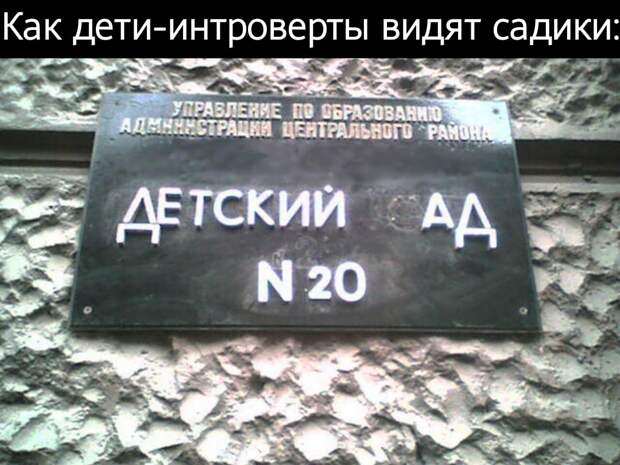 Как дети-интроверты видят садики:
УПРАВЛЕНИЕ ПО ОБРАЗОВАНИЮ
АДМИНИСТРАЦИИ ЦЕНТРАЛЬНОГО РАЙОНА
ДЕТСКИЙ АД
N 20